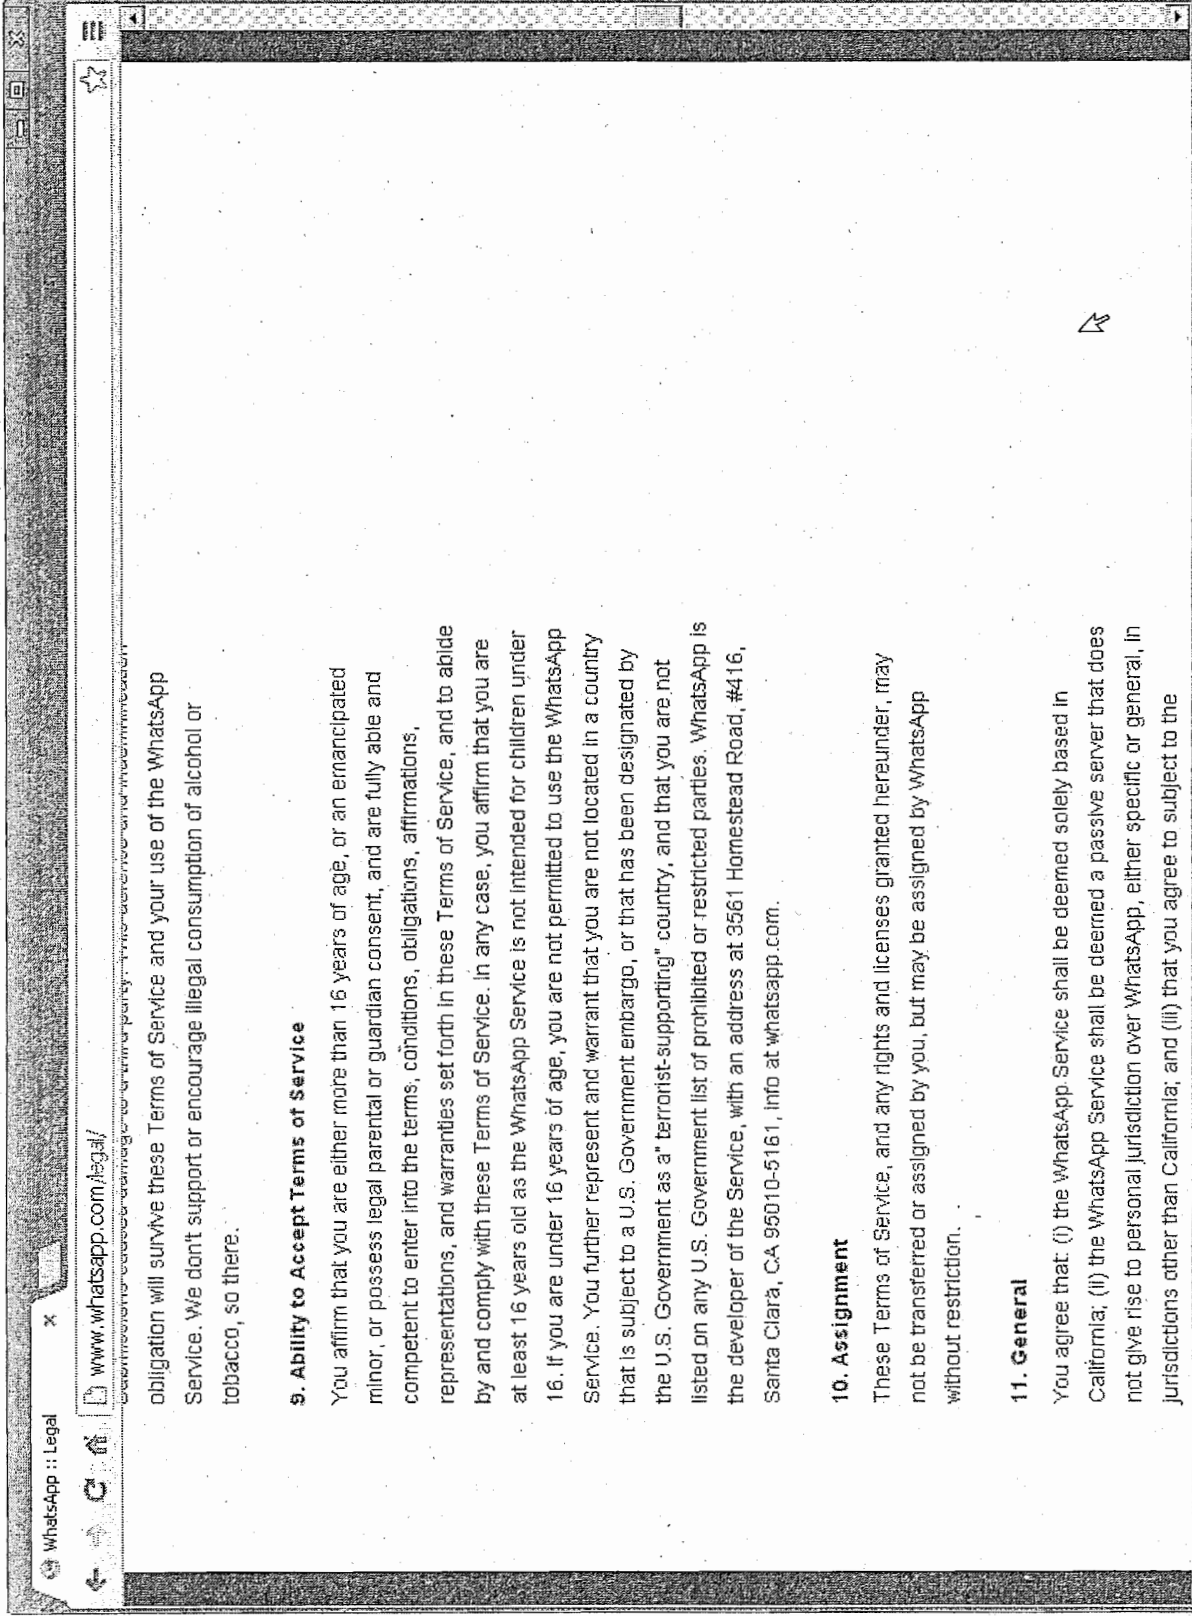 WhatsApp :: Legal
www.whatsapp.com/legal/
obligation will survive these Terms of Service and your use of the WhatsApp
Service. We don't support or encourage illegal consumption of alcohol or
tobacco, so there.
9. Ability to Accept Terms of Service
You affirm that you are either more than 16 years of age, or an emancipated
minor, or possess legal parental or guardian consent, and are fully able and
competent to enter into the terms, conditions, obligations, affirmations,
representations, and warranties set forth in these Terms of Service, and to abide
by and comply with these Terms of Service. In any case, you affirm that you are
at least 16 years old as the WhatsApp Service is not intended for children under
16. If you are under 16 years of age, you are not permitted to use the WhatsApp
Service. You further represent and warrant that you are not located in a country
that is subject to a U.S. Government embargo, or that has been designated by
the U.S. Government as a" terrorist-supporting" country, and that you are not
listed on any U.S. Government list of prohibited or restricted parties. WhatsApp is
the developer of the Service, with an address at 3561 Homestead Road, #416,
Santa Clara, CA 95010-5161, info at whatsapp.com.
10. Assignment
These Terms of Service, and any rights and licenses granted hereunder, may
not be transferred or assigned by you, but may be assigned by WhatsApp
without restriction.
11. General
You agree that: (i) the WhatsApp Service shall be deemed solely based in
California; (ii) the WhatsApp Service shall be deemed a passive server that does
not give rise to personal jurisdiction over WhatsApp, either specific or general, in
jurisdictions other than California; and (iii) that you agree to subject to the